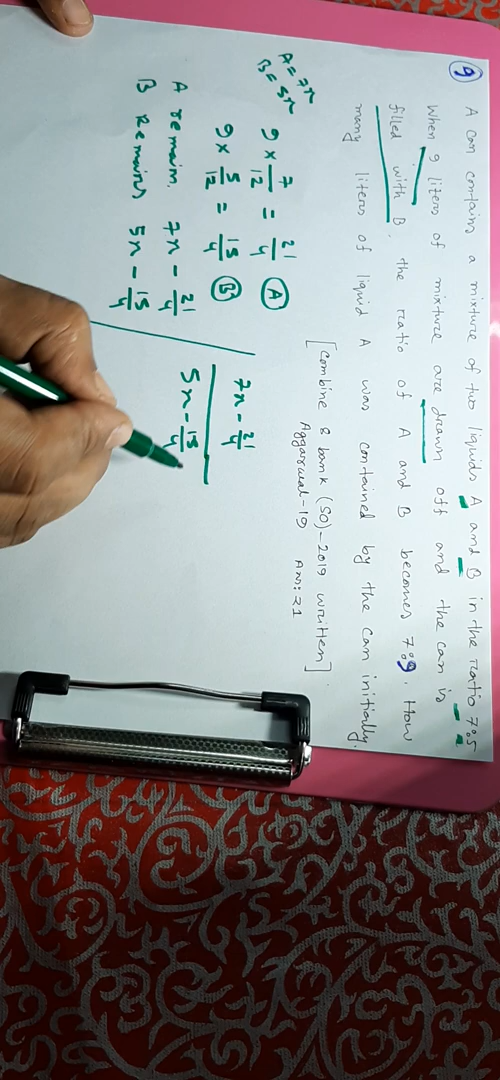 9
A can contains a mixture of two liquids A and B in the ratio 7:5
When 9 liters of mixture are drawn off and the can is
filled with B. the ratio of A and B becomes 7:9. How
many liters of liquid A was contained by the can initially.
[combine 8 bank (SO)-2019 written]
Aggarwal-19 Ans: 21
A = 7x
B = 5x
9 × 7/12 = 21/4 A
9 × 5/12 = 15/4 B
A remain. 7x - 21/4
B remains 5x - 15/4
7x - 21/4
5x - 15/4